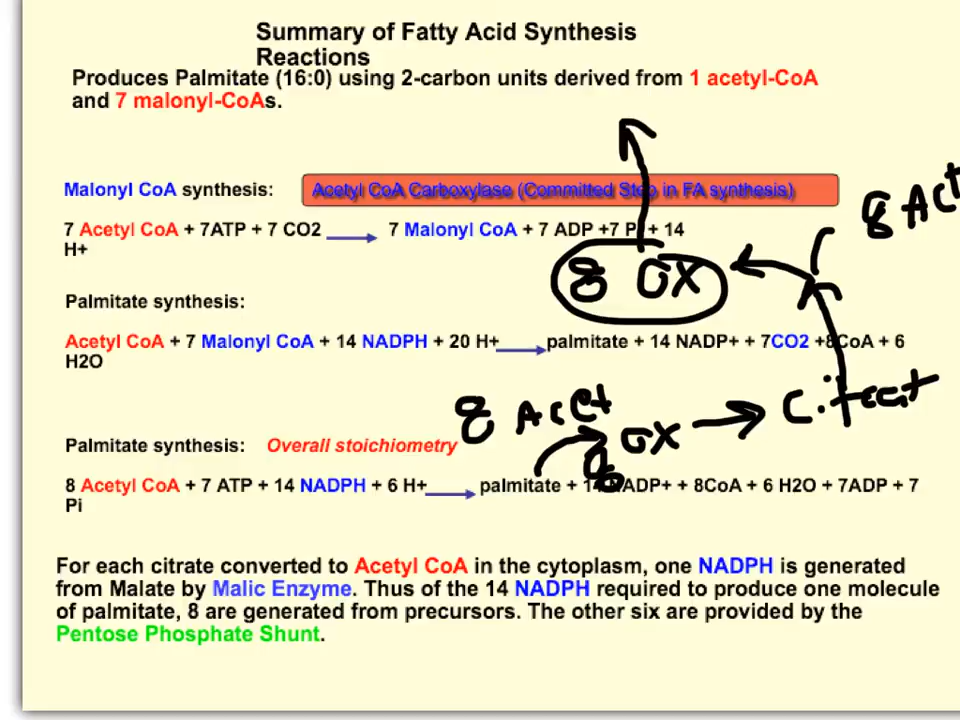 Summary of Fatty Acid Synthesis
Reactions
Produces Palmitate (16:0) using 2-carbon units derived from 1 acetyl-CoA
and 7 malonyl-CoAs.
Malonyl CoA synthesis: Acetyl CoA Carboxylase (Committed Step in FA synthesis)
8 Act
7 Acetyl CoA + 7ATP + 7 CO2 7 Malonyl CoA + 7 ADP +7 Pi + 14
H+
8 OX
Palmitate synthesis:
Acetyl CoA + 7 Malonyl CoA + 14 NADPH + 20 H+ palmitate + 14 NADP+ + 7CO2 +8CoA + 6
H2O
8 Acet OX Citrat
8
Palmitate synthesis: Overall stoichiometry
8 Acetyl CoA + 7 ATP + 14 NADPH + 6 H+ palmitate + 14 NADP+ + 8CoA + 6 H2O + 7ADP + 7
Pi
For each citrate converted to Acetyl CoA in the cytoplasm, one NADPH is generated
from Malate by Malic Enzyme. Thus of the 14 NADPH required to produce one molecule
of palmitate, 8 are generated from precursors. The other six are provided by the
Pentose Phosphate Shunt.